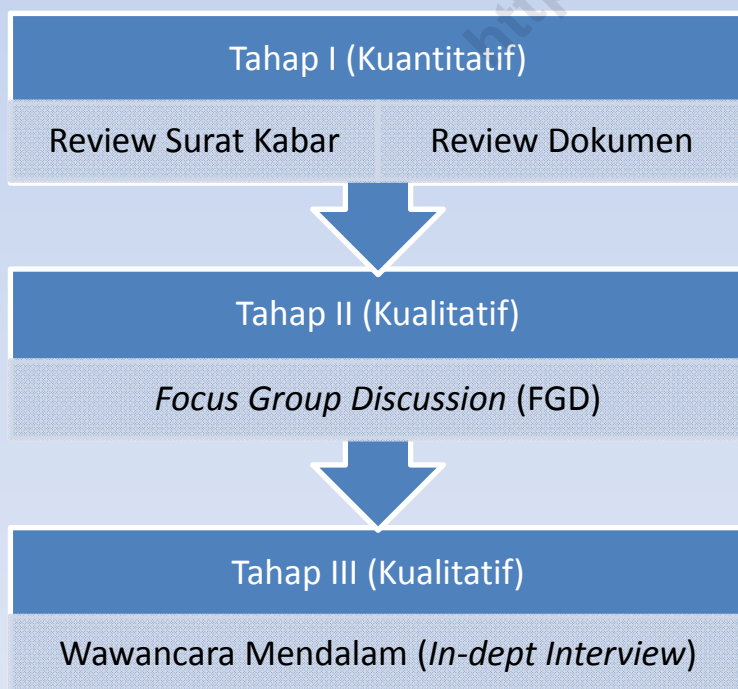 Tahap I (Kuantitatif)
Review Surat Kabar
Review Dokumen
Tahap II (Kualitatif)
Focus Group Discussion (FGD)
Tahap III (Kualitatif)
Wawancara Mendalam (In-dept Interview)